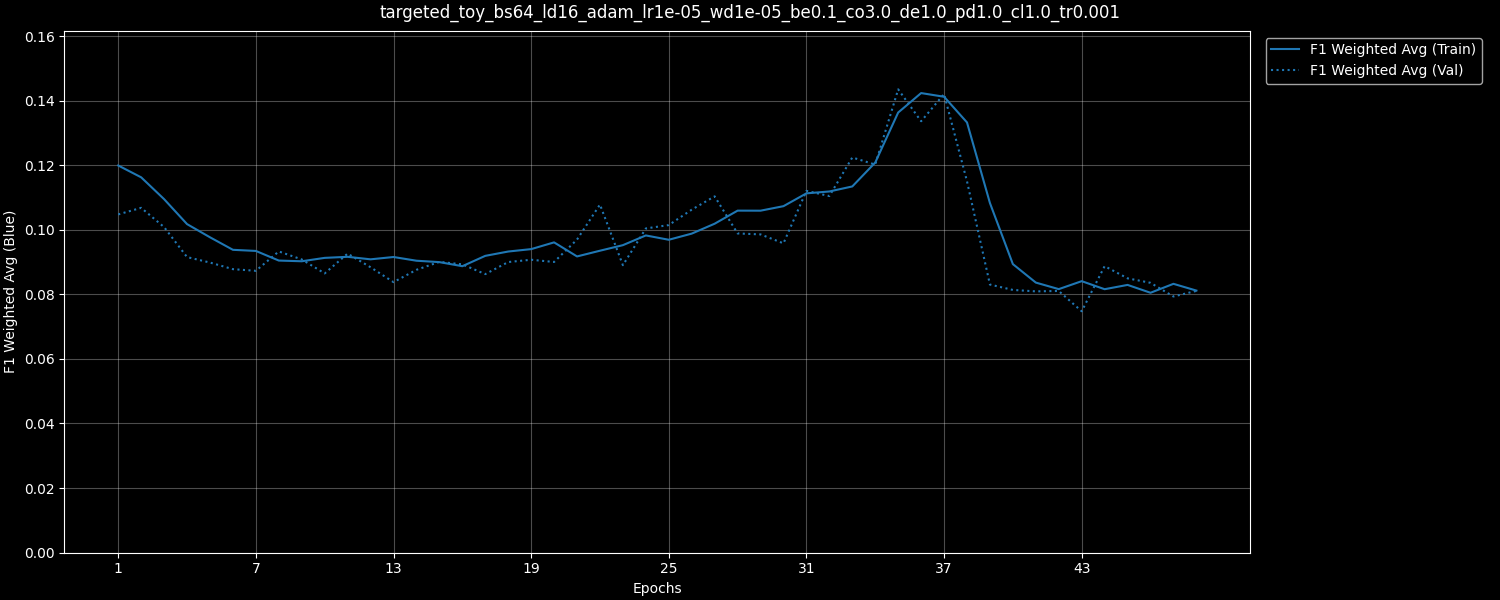 targeted_toy_bs64_ld16_adam_lr1e-05_wd1e-05_be0.1_co3.0_de1.0_pd1.0_cl1.0_tr0.001
F1 Weighted Avg (Train)
F1 Weighted Avg (Val)
F1 Weighted Avg (Blue)
0.16
0.14
0.12
0.10
0.08
0.06
0.04
0.02
0.00
1 7 13 19 25 31 37 43
Epochs